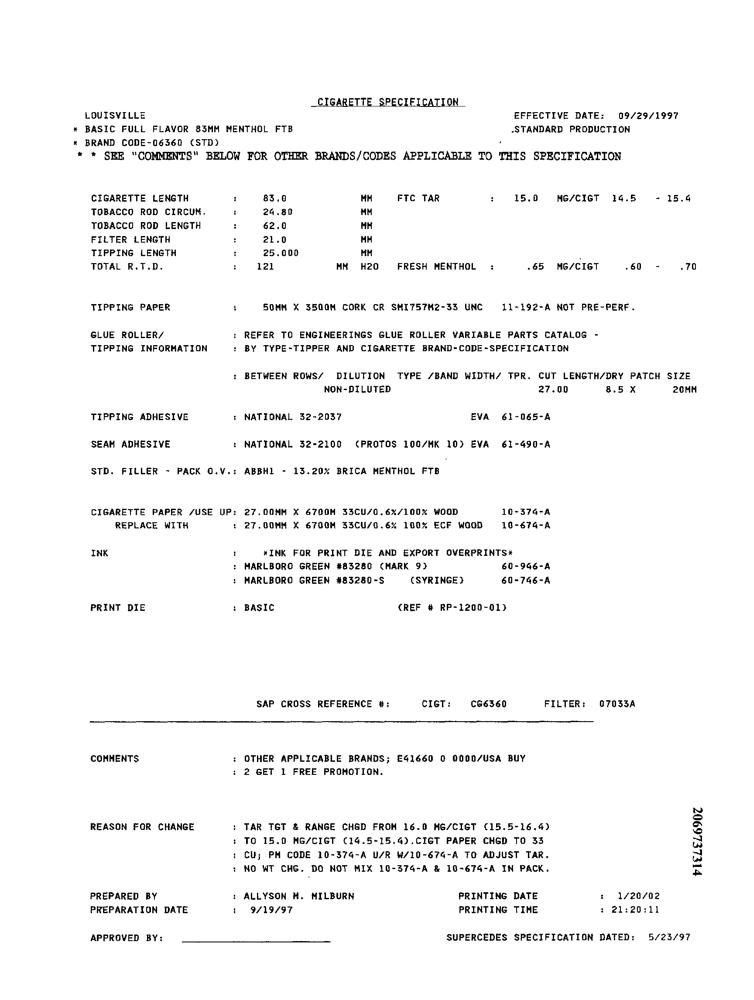 CIGARETTE SPECIFICATION
LOUISVILLE EFFECTIVE DATE: 09/29/1997
* BASIC FULL FLAVOR 83MM MENTHOL FTB .STANDARD PRODUCTION
* BRAND CODE-06360 (STD)
* * SEE "COMMENTS" BELOW FOR OTHER BRANDS/CODES APPLICABLE TO THIS SPECIFICATION
CIGARETTE LENGTH : 83.0 MM FTC TAR : 15.0 MG/CIGT 14.5 - 15.4
TOBACCO ROD CIRCUM. : 24.80 MM
TOBACCO ROD LENGTH : 62.0 MM
FILTER LENGTH : 21.0 MM
TIPPING LENGTH : 25.000 MM
TOTAL R.T.D. : 121 MM H2O FRESH MENTHOL : .65 MG/CIGT .60 - .70
TIPPING PAPER : 50MM X 3500M CORK CR SMI757M2-33 UNC 11-192-A NOT PRE-PERF.
GLUE ROLLER/ : REFER TO ENGINEERINGS GLUE ROLLER VARIABLE PARTS CATALOG -
TIPPING INFORMATION : BY TYPE-TIPPER AND CIGARETTE BRAND-CODE-SPECIFICATION
: BETWEEN ROWS/ DILUTION TYPE /BAND WIDTH/ TPR. CUT LENGTH/DRY PATCH SIZE
NON-DILUTED 27.00 8.5 X 20MM
TIPPING ADHESIVE : NATIONAL 32-2037 EVA 61-065-A
SEAM ADHESIVE : NATIONAL 32-2100 (PROTOS 100/MK 10) EVA 61-490-A
STD. FILLER - PACK O.V.: ABBH1 - 13.20% BRICA MENTHOL FTB
CIGARETTE PAPER /USE UP: 27.00MM X 6700M 33CU/0.6%/100% WOOD 10-374-A
REPLACE WITH : 27.00MM X 6700M 33CU/0.6% 100% ECF WOOD 10-674-A
INK : *INK FOR PRINT DIE AND EXPORT OVERPRINTS*
: MARLBORO GREEN #83280 (MARK 9) 60-946-A
: MARLBORO GREEN #83280-S (SYRINGE) 60-746-A
PRINT DIE : BASIC (REF # RP-1200-01)
SAP CROSS REFERENCE #: CIGT: CG6360 FILTER: 07033A
COMMENTS : OTHER APPLICABLE BRANDS; E41660 0 0000/USA BUY
: 2 GET 1 FREE PROMOTION.
REASON FOR CHANGE : TAR TGT & RANGE CHGD FROM 16.0 MG/CIGT (15.5-16.4)
: TO 15.0 MG/CIGT (14.5-15.4).CIGT PAPER CHGD TO 33
: CU; PM CODE 10-374-A U/R W/10-674-A TO ADJUST TAR.
: NO WT CHG. DO NOT MIX 10-374-A & 10-674-A IN PACK.
PREPARED BY : ALLYSON M. MILBURN PRINTING DATE : 1/20/02
PREPARATION DATE : 9/19/97 PRINTING TIME : 21:20:11
APPROVED BY: SUPERCEDES SPECIFICATION DATED: 5/23/97
2069737314